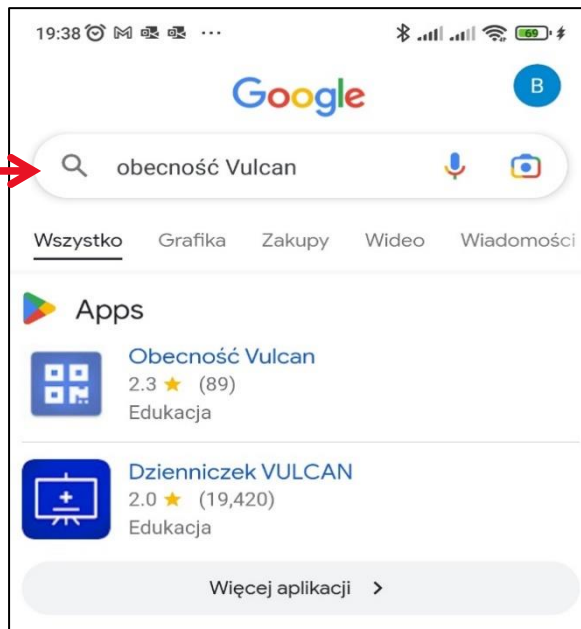 19:38
69
Google
B
obecność Vulcan
Wszystko Grafika Zakupy Wideo Wiadomości
Apps
Obecność Vulcan
2.3 ★ (89)
Edukacja
Dzienniczek VULCAN
2.0 ★ (19,420)
Edukacja
Więcej aplikacji >